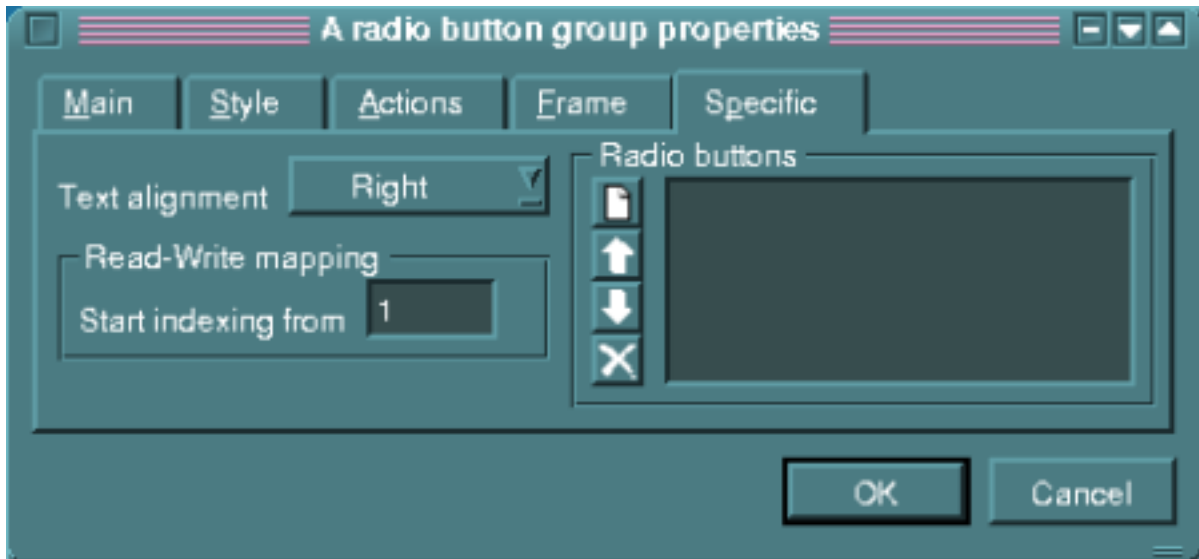 A radio button group properties
Main Style Actions Frame Specific
Text alignment Right
Read-Write mapping
Start indexing from 1
Radio buttons
OK Cancel